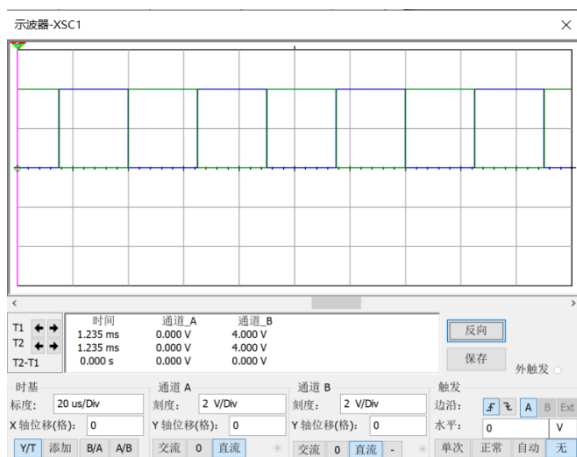 示波器-XSC1
时间 通道_A 通道_B
T1 1.235 ms 0.000 V 4.000 V
T2 1.235 ms 0.000 V 4.000 V
T2-T1 0.000 s 0.000 V 0.000 V
反向
保存
外触发
时基
标度: 20 us/Div
X 轴位移(格): 0
Y/T 添加 B/A A/B
通道 A
刻度: 2 V/Div
Y 轴位移(格): 0
交流 0 直流
通道 B
刻度: 2 V/Div
Y 轴位移(格): 0
交流 0 直流 -
触发
边沿: A B Ext
水平: 0 V
单次 正常 自动 无